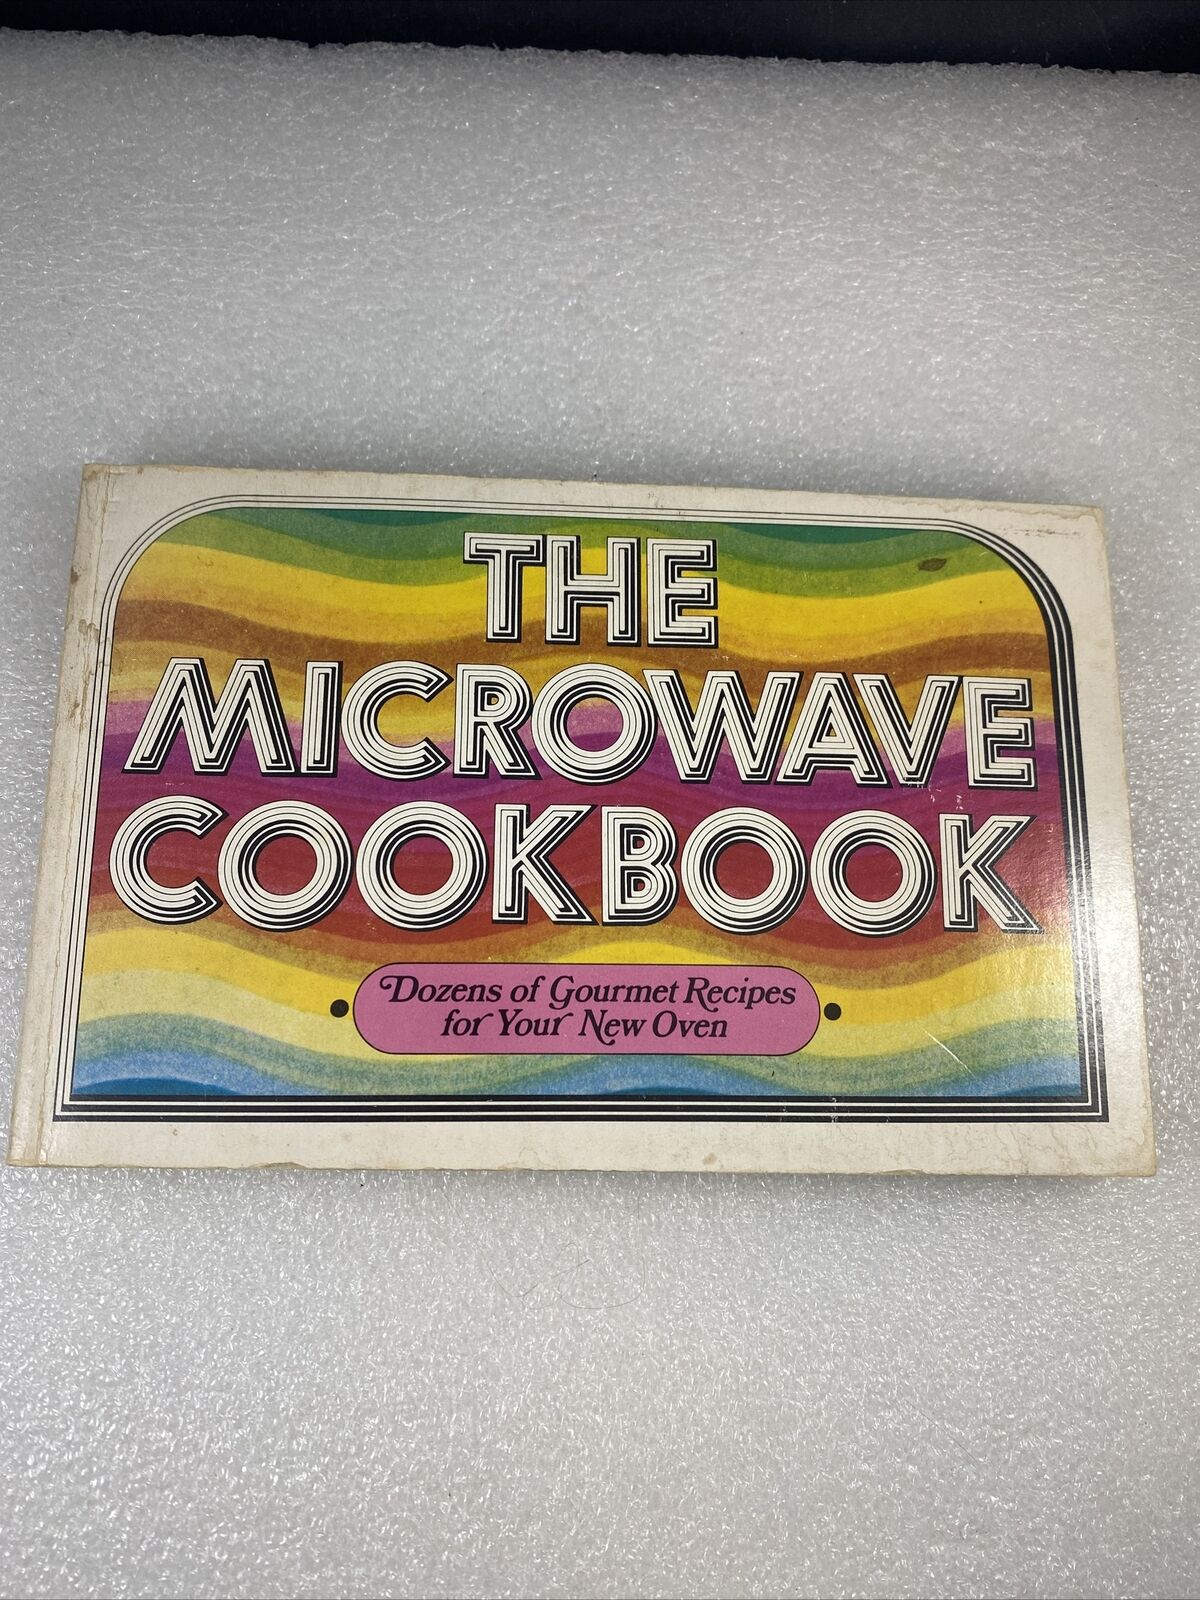 THE
MICROWAVE
COOKBOOK
Dozens of Gourmet Recipes
for Your New Oven